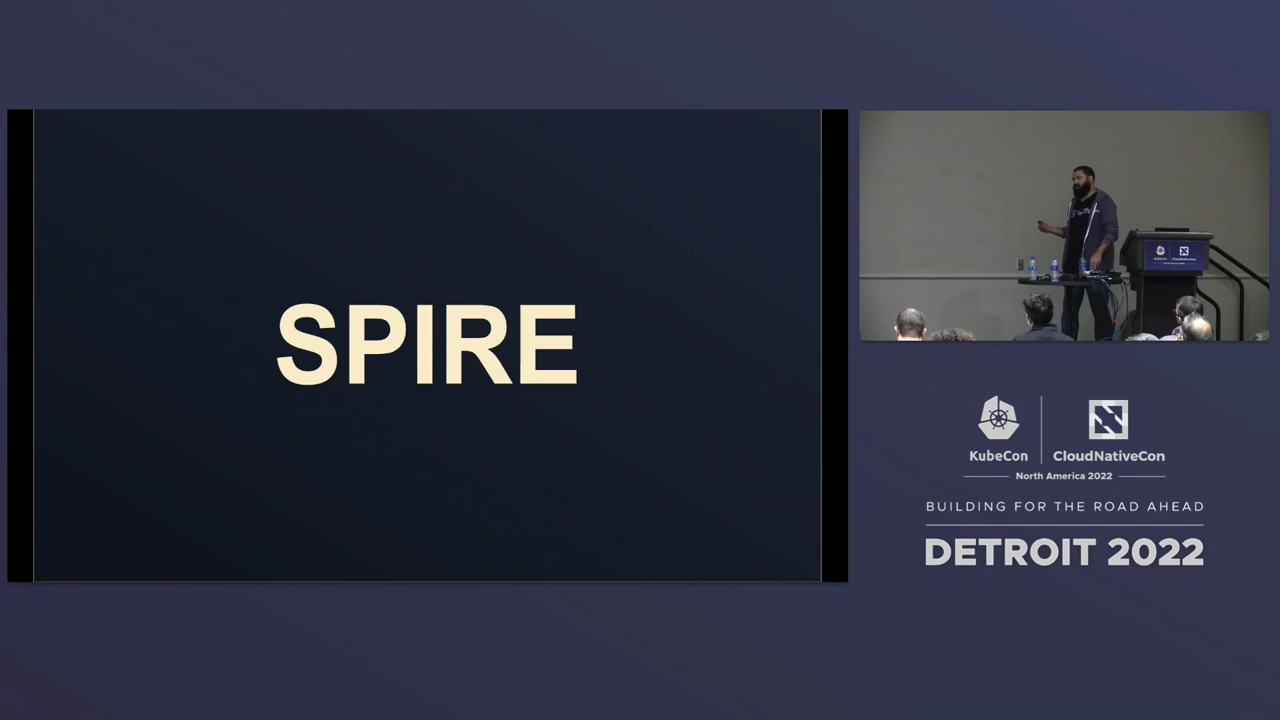 SPIRE
KubeCon
CloudNativeCon
North America 2022
BUILDING FOR THE ROAD AHEAD
DETROIT 2022